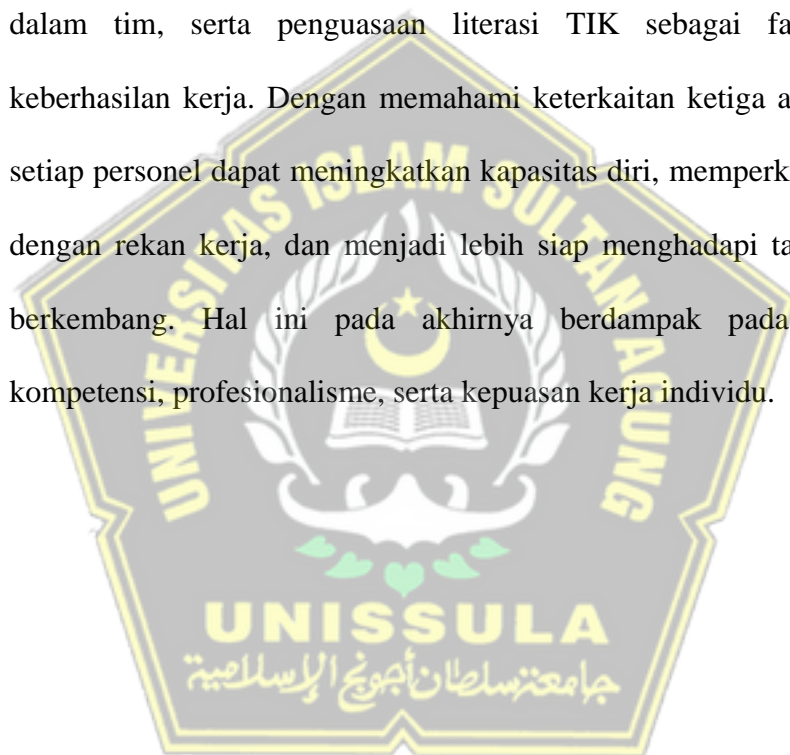 dalam tim, serta penguasaan literasi TIK sebagai fa
keberhasilan kerja. Dengan memahami keterkaitan ketiga a
setiap personel dapat meningkatkan kapasitas diri, memperk
dengan rekan kerja, dan menjadi lebih siap menghadapi ta
berkembang. Hal ini pada akhirnya berdampak pada
kompetensi, profesionalisme, serta kepuasan kerja individu.
UNIVERSITAS ISLAM SULTAN AGUNG
UNISSULA
جامعة سلطان أجونج الإسلامية